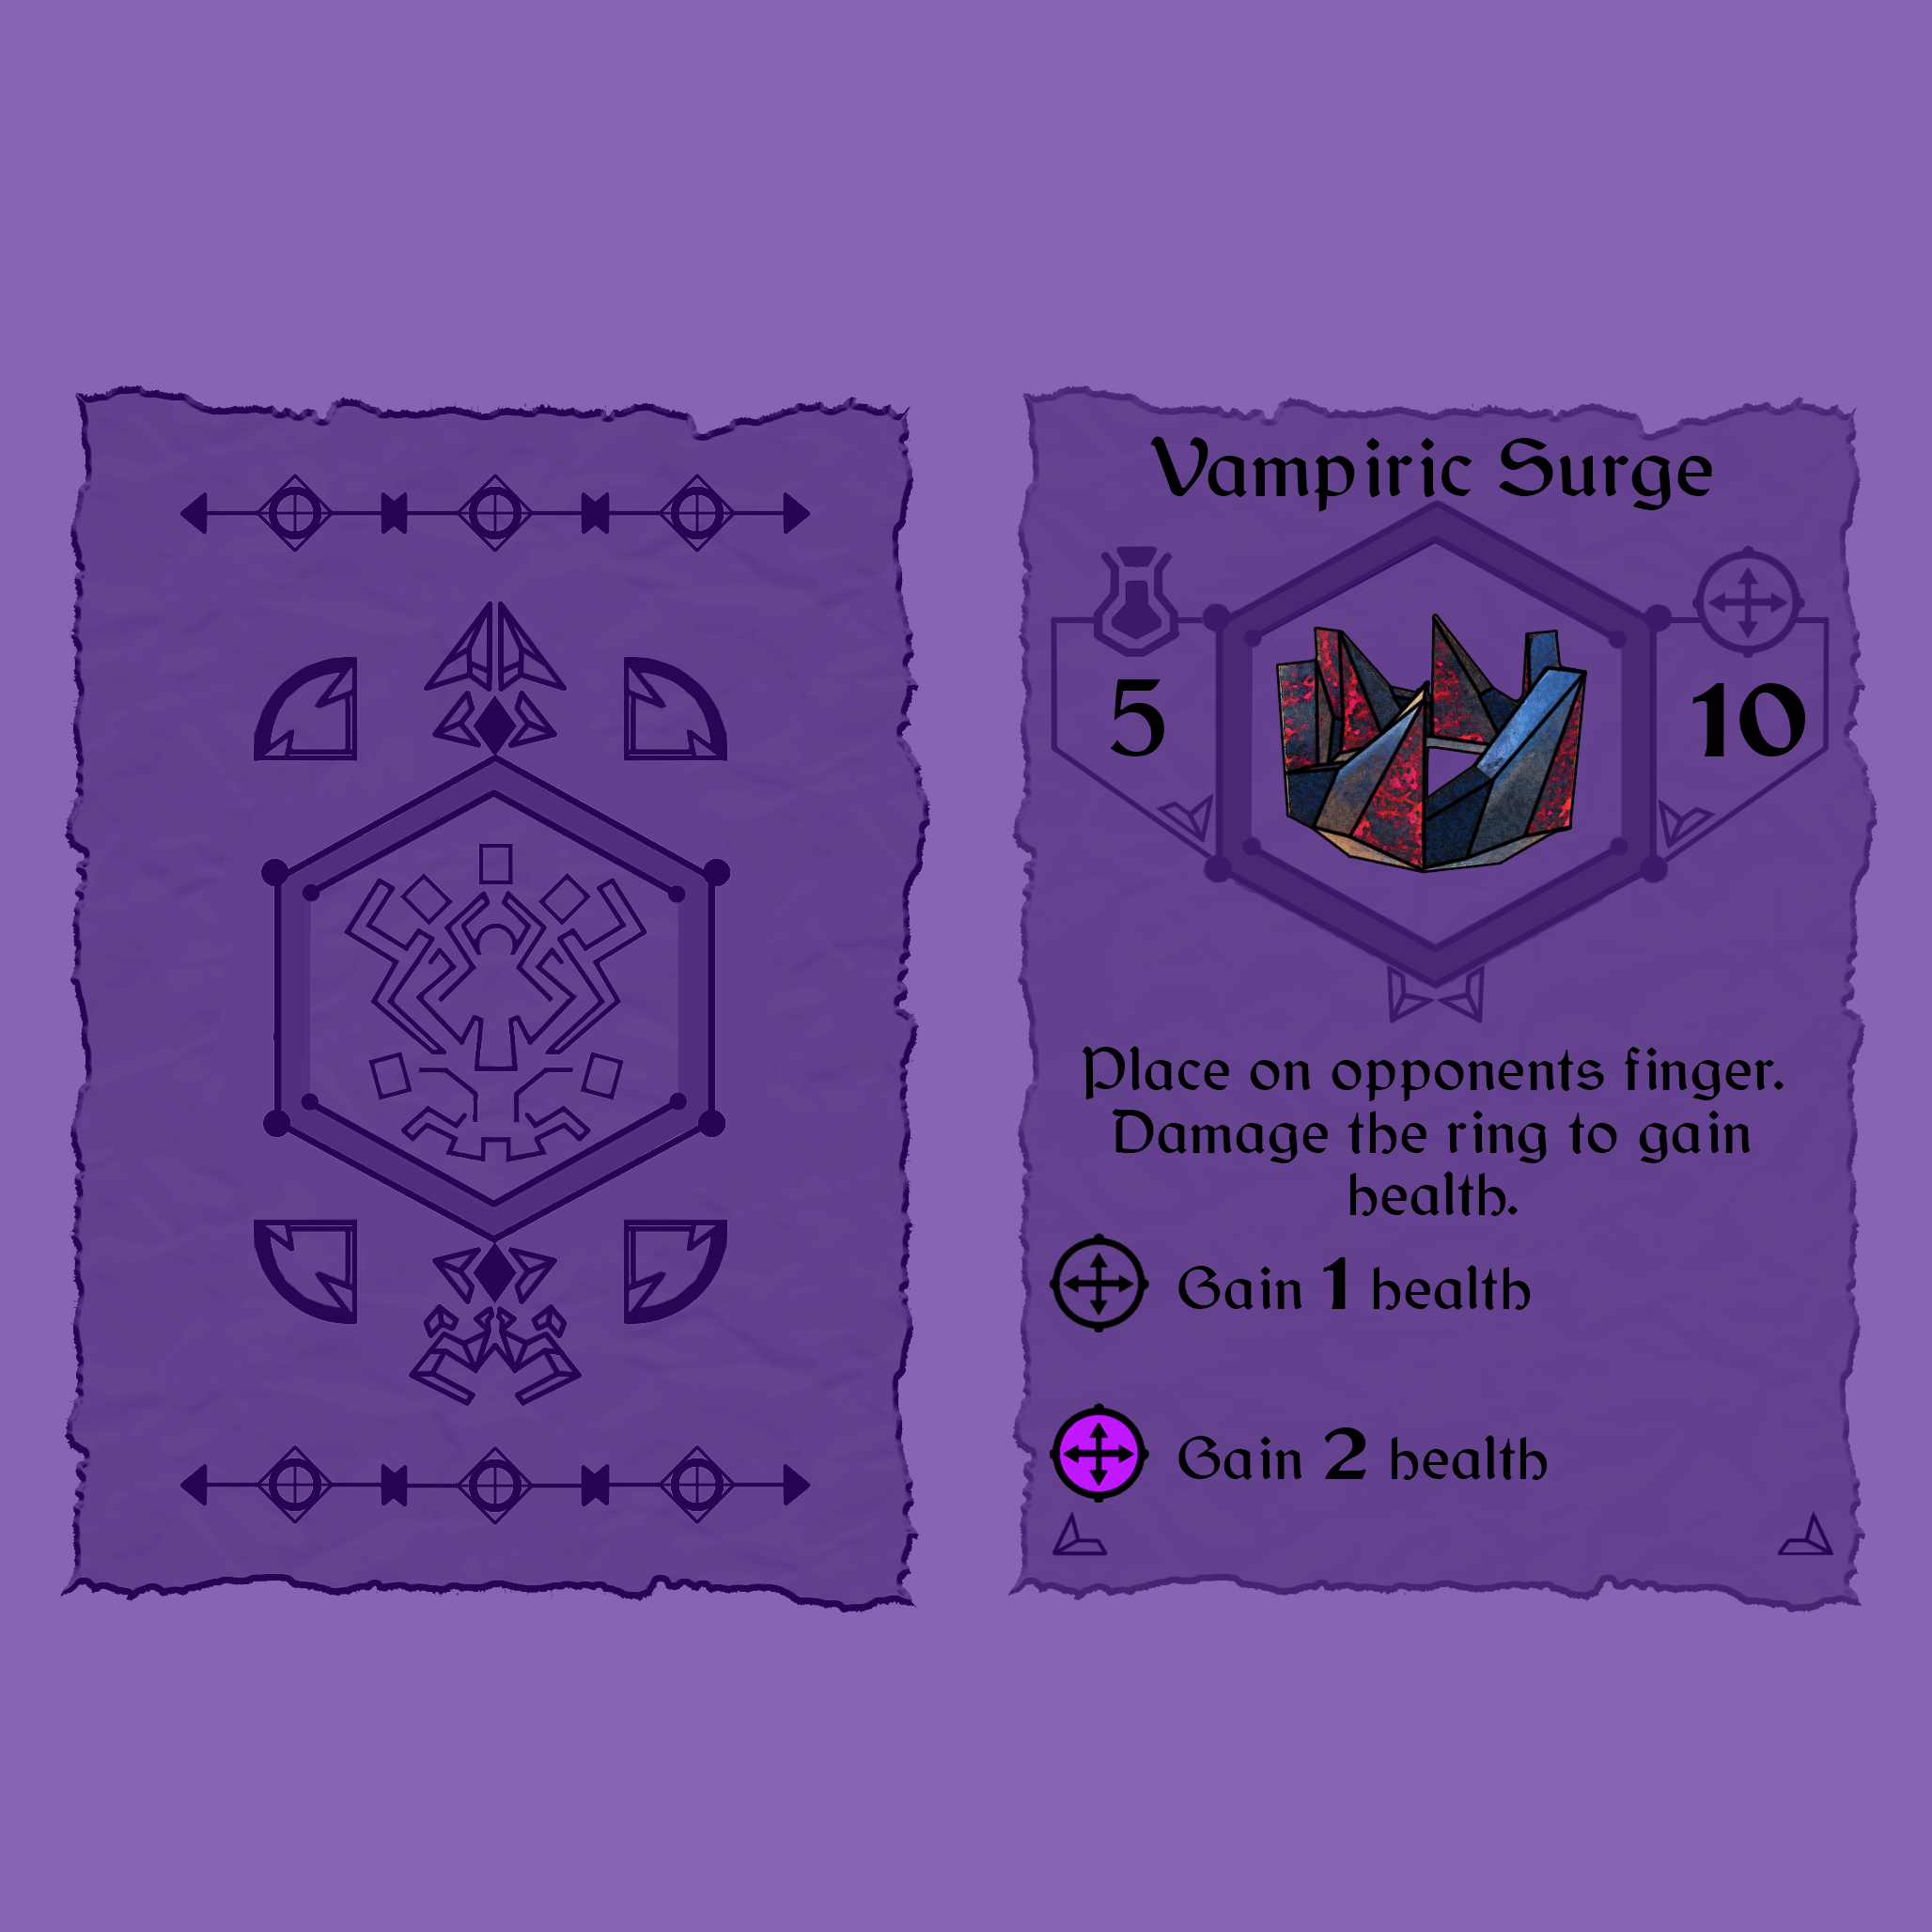 Vampiric Surge
5
10
Place on opponents finger.
Damage the ring to gain
health.
Gain 1 health
Gain 2 health